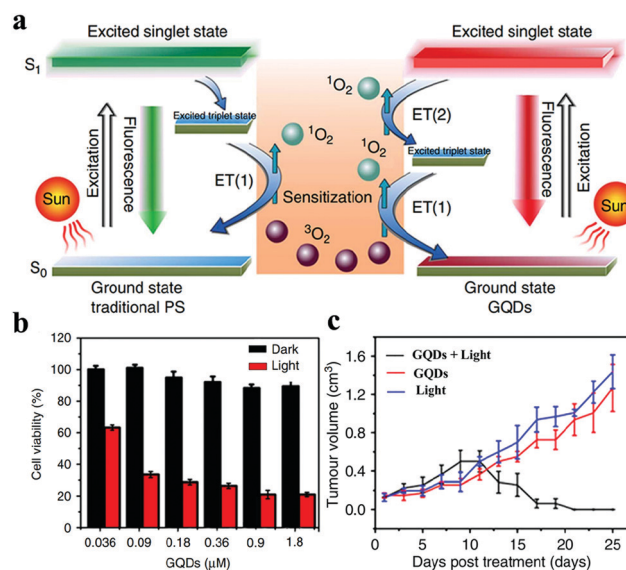 a
Excited singlet state
Excited singlet state
S1
¹O2
Excited triplet state
¹O2
ET(2)
Excited triplet state
¹O2
Excitation
Fluorescence
ET(1)
Sensitization
ET(1)
Fluorescence
Excitation
Sun
Sun
³O2
S0
Ground state
traditional PS
Ground state
GQDs
b
120
100
80
60
40
20
0
Cell viability (%)
Dark
Light
0.036 0.09 0.18 0.36 0.9 1.8
GQDs (μM)
c
1.6
1.2
0.8
0.4
0.0
Tumour volume (cm³)
GQDs + Light
GQDs
Light
0 5 10 15 20 25
Days post treatment (days)